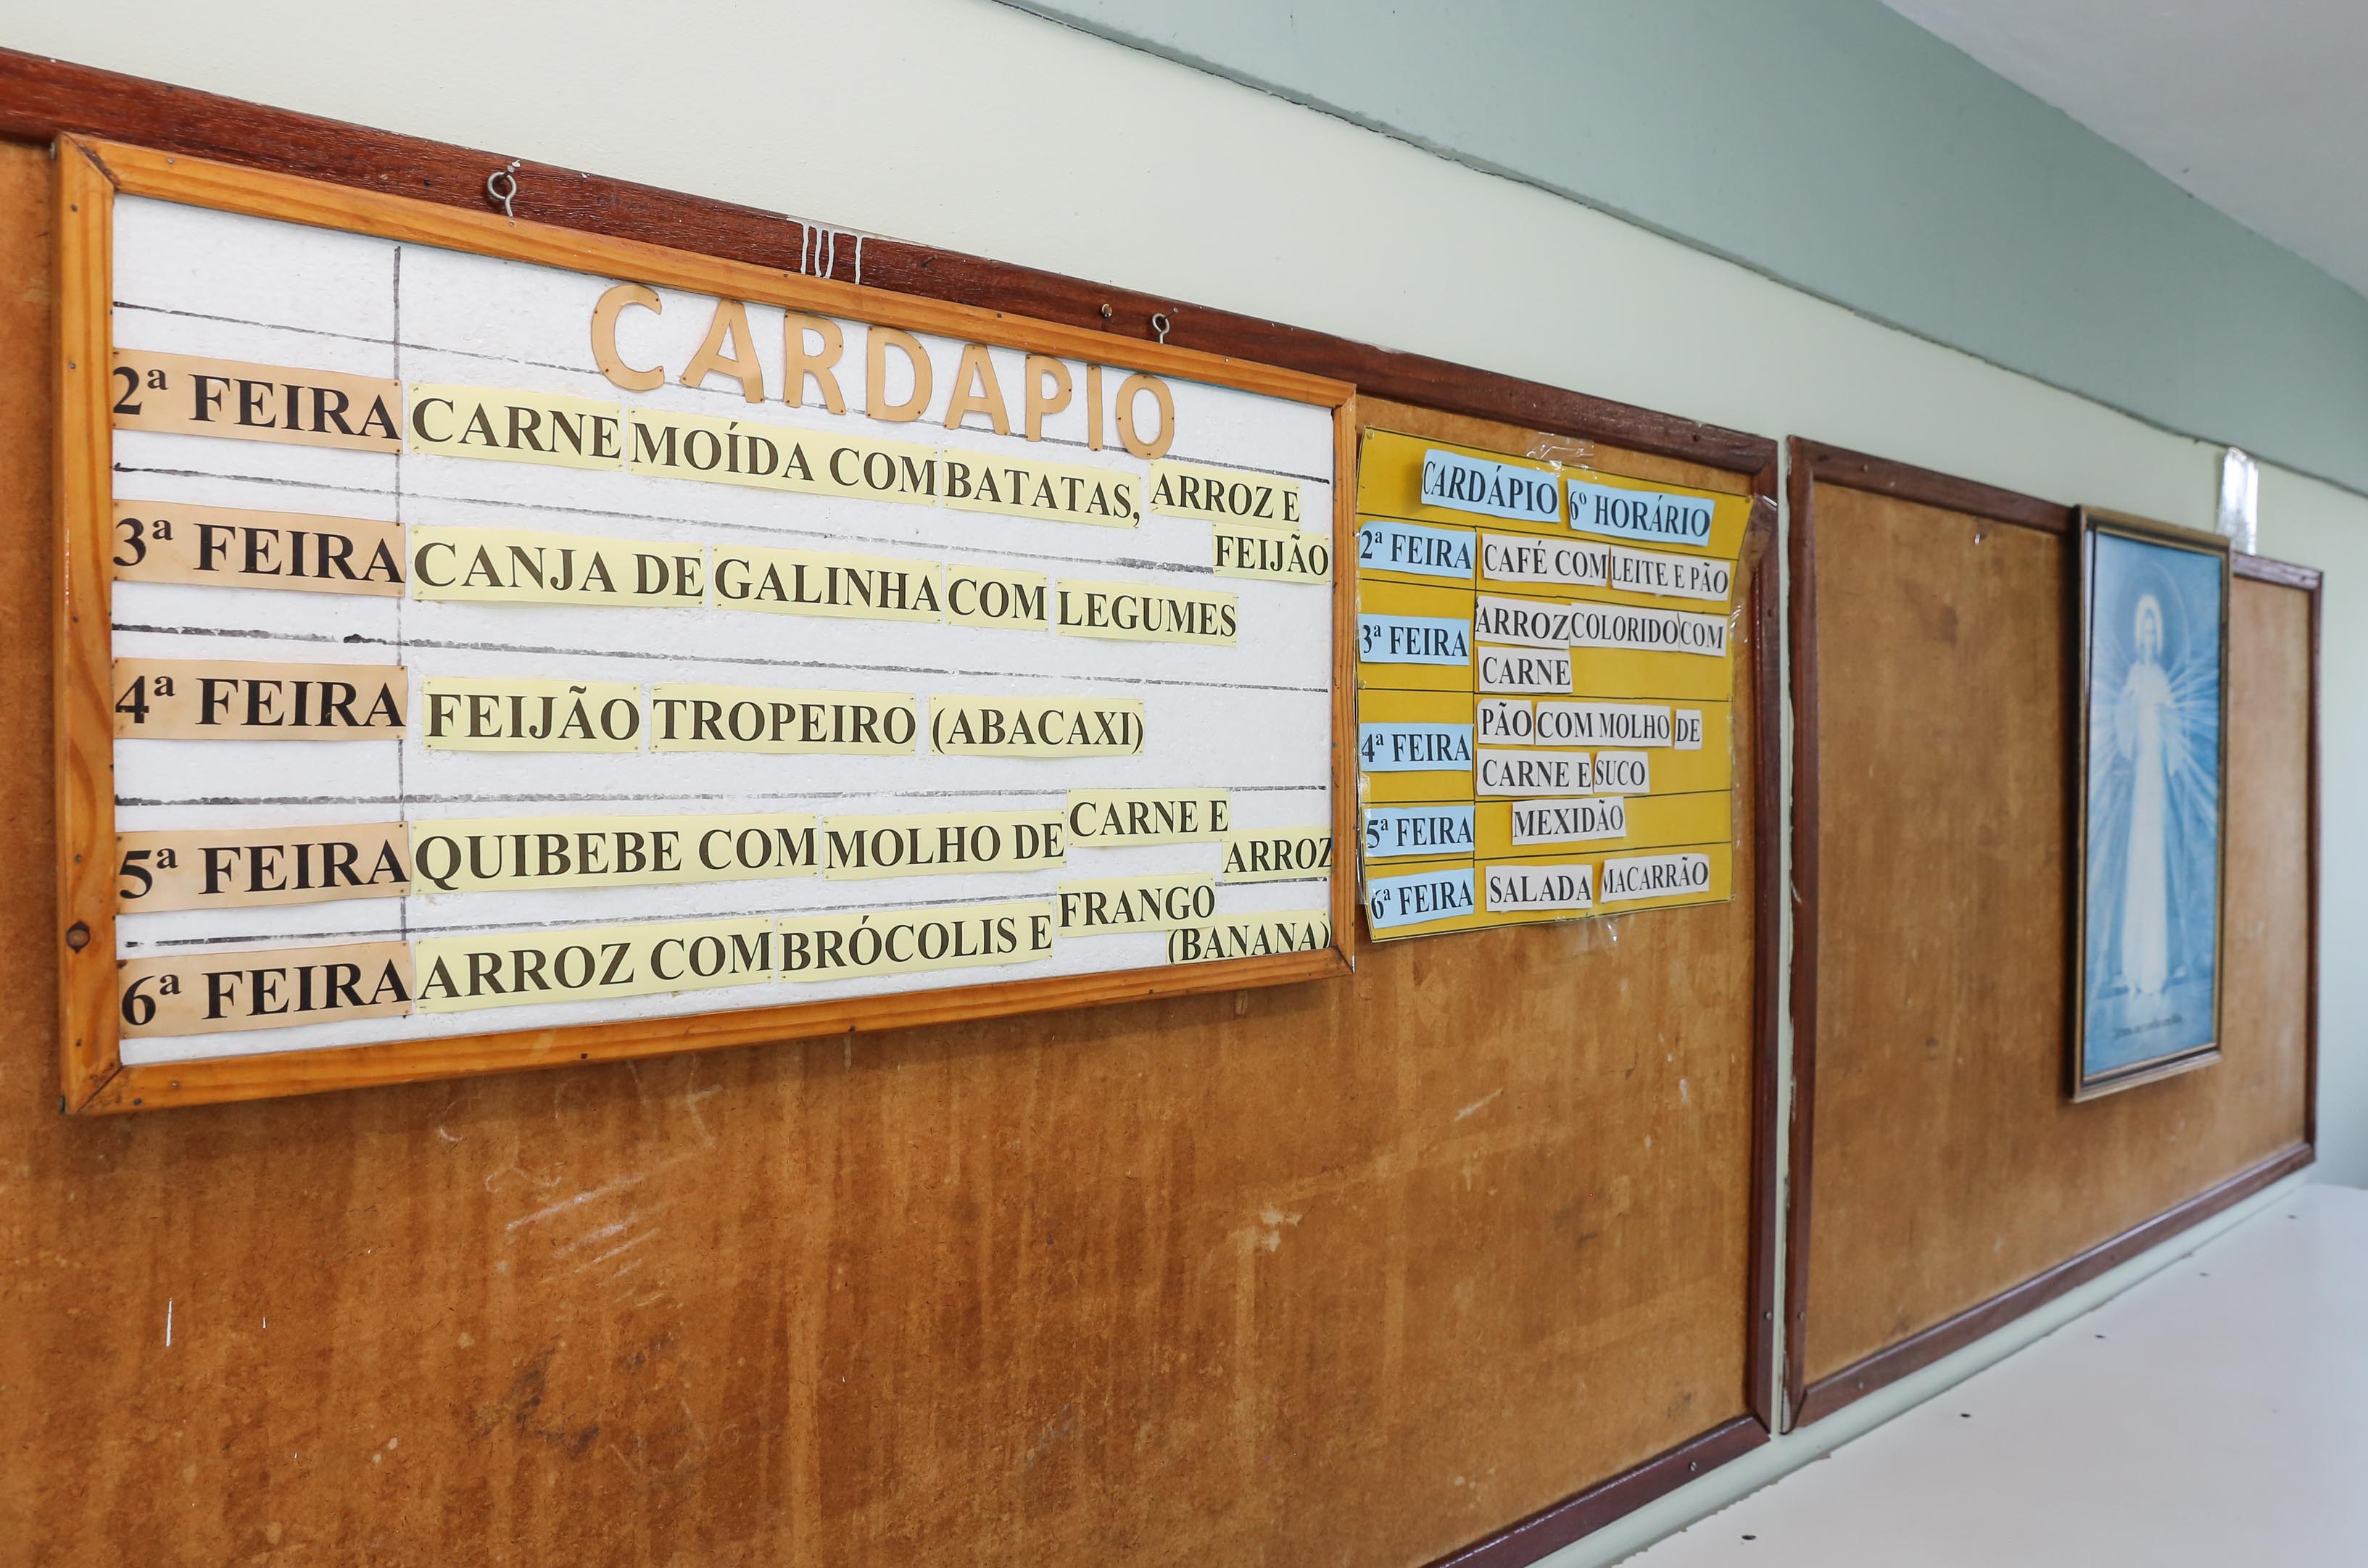 CARDAPIO
2ª FEIRA CARNE MOÍDA COM BATATAS, ARROZ E
FEIJÃO
3ª FEIRA CANJA DE GALINHA COM LEGUMES
4ª FEIRA FEIJÃO TROPEIRO (ABACAXI)
5ª FEIRA QUIBEBE COM MOLHO DE CARNE E
ARROZ
6ª FEIRA ARROZ COM BRÓCOLIS E FRANGO
(BANANA)
CARDÁPIO 6º HORÁRIO
2ª FEIRA CAFÉ COM LEITE E PÃO
3ª FEIRA ARROZ COLORIDO COM
CARNE
4ª FEIRA PÃO COM MOLHO DE
CARNE E SUCO
5ª FEIRA MEXIDÃO
6ª FEIRA SALADA MACARRÃO